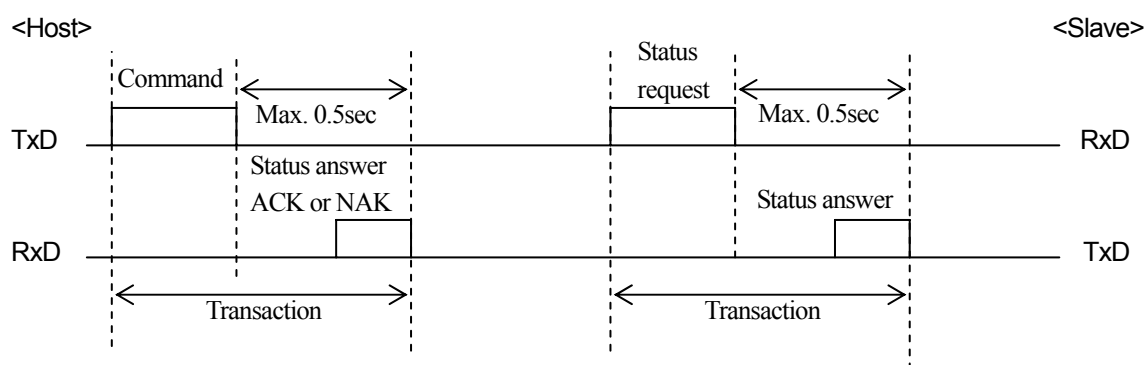 <Host>
<Slave>
Command
Status
request
Max. 0.5sec
Max. 0.5sec
TxD
RxD
Status answer
ACK or NAK
Status answer
RxD
TxD
Transaction
Transaction